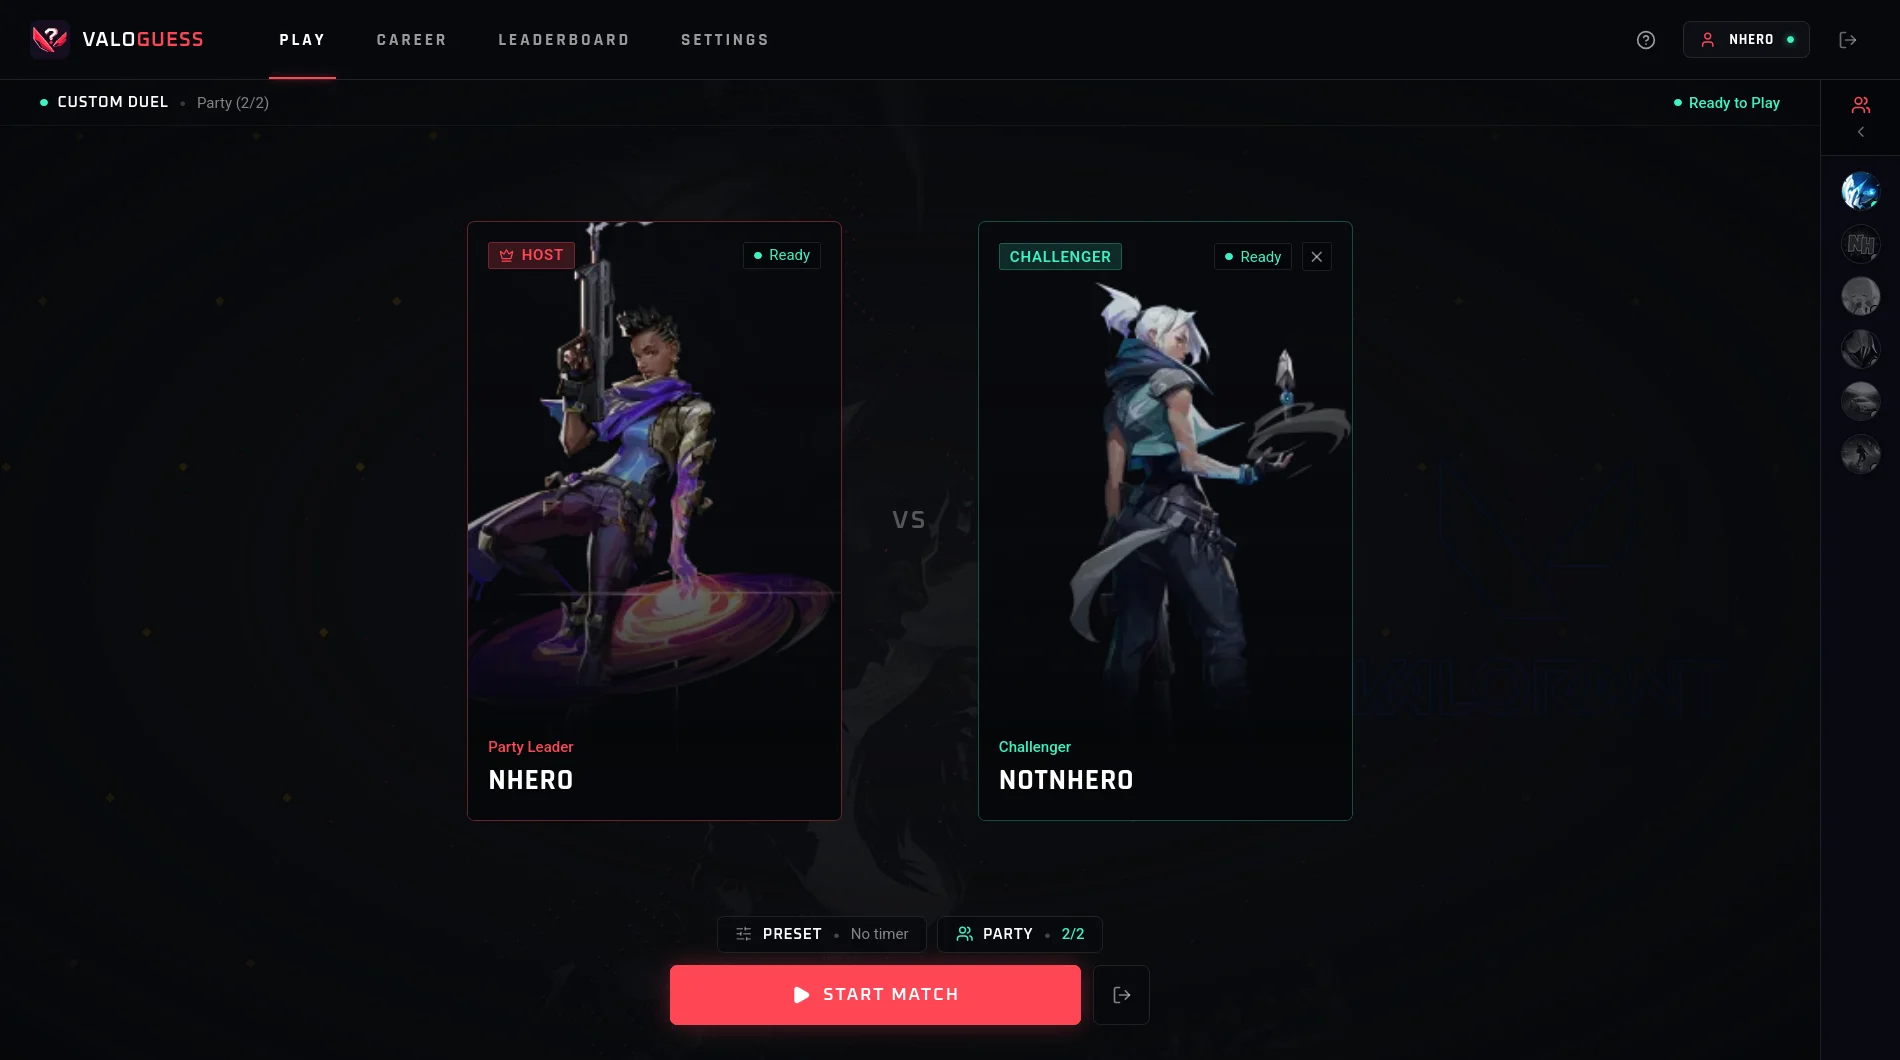 VALOGUESS
PLAY
CAREER
LEADERBOARD
SETTINGS
NHERO
CUSTOM DUEL • Party (2/2)
Ready to Play
HOST
Ready
CHALLENGER
Ready
VS
Party Leader
NHERO
Challenger
NOTNHERO
PRESET • No timer
PARTY • 2/2
START MATCH